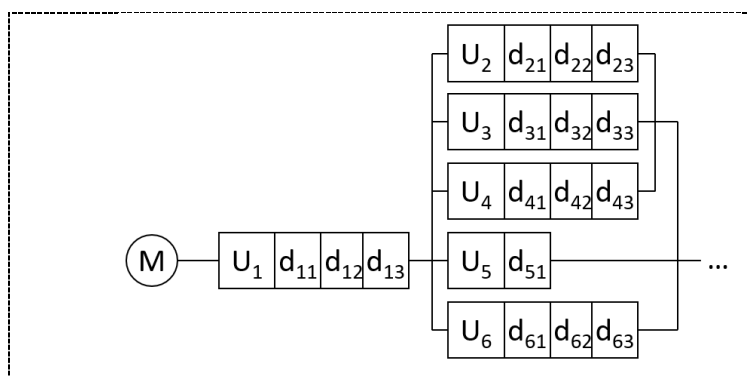 U₂ d₂₁ d₂₂ d₂₃
U₃ d₃₁ d₃₂ d₃₃
U₄ d₄₁ d₄₂ d₄₃
M U₁ d₁₁ d₁₂ d₁₃ U₅ d₅₁ ...
U₆ d₆₁ d₆₂ d₆₃